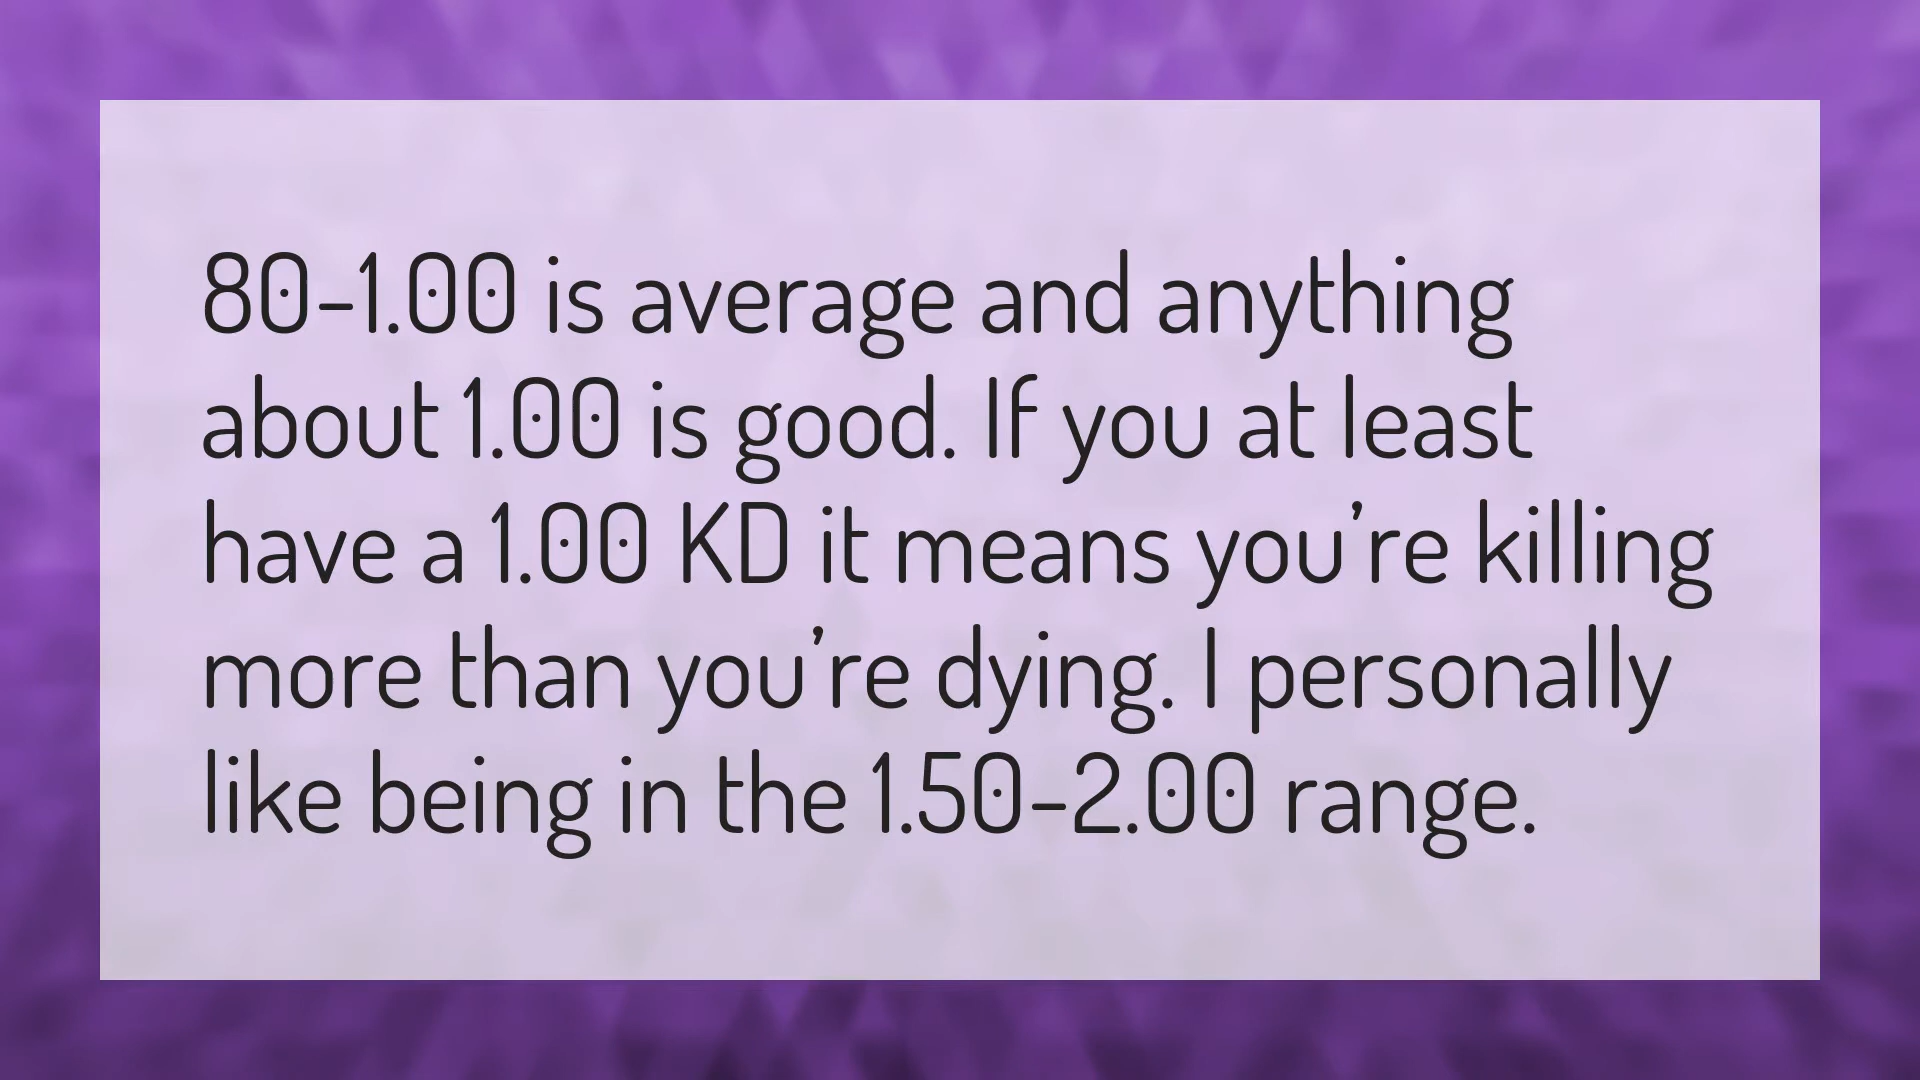 80-1.00 is average and anything
about 1.00 is good. If you at least
have a 1.00 KD it means you’re killing
more than you’re dying. I personally
like being in the 1.50-2.00 range.